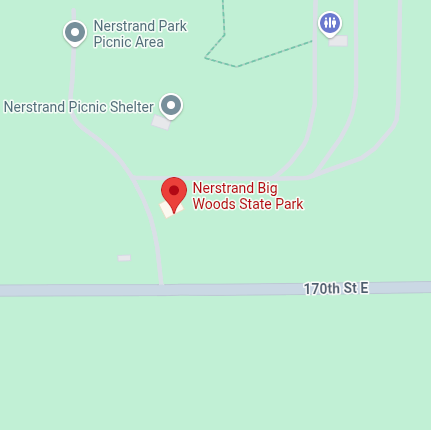 Nerstrand Park
Picnic Area
Nerstrand Picnic Shelter
Nerstrand Big
Woods State Park
170th St E